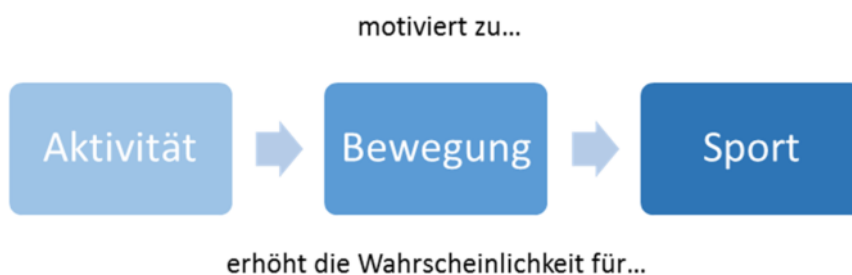 motiviert zu...
Aktivität Bewegung Sport
erhöht die Wahrscheinlichkeit für...